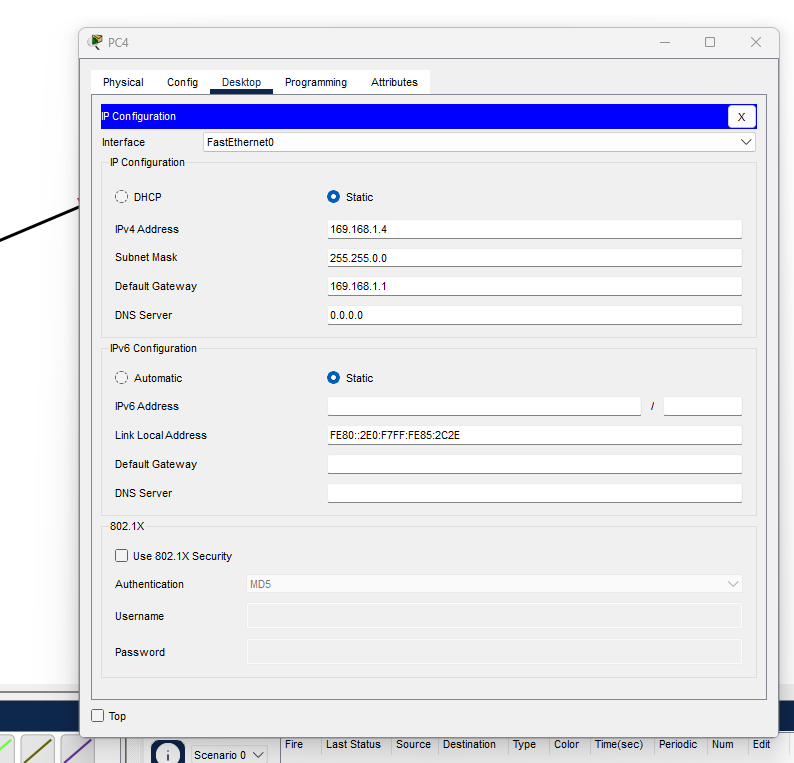 PC4
Physical Config Desktop Programming Attributes
IP Configuration X
Interface FastEthernet0
IP Configuration
DHCP Static
IPv4 Address 169.168.1.4
Subnet Mask 255.255.0.0
Default Gateway 169.168.1.1
DNS Server 0.0.0.0
IPv6 Configuration
Automatic Static
IPv6 Address /
Link Local Address FE80::2E0:F7FF:FE85:2C2E
Default Gateway
DNS Server
802.1X
Use 802.1X Security
Authentication MD5
Username
Password
Top
Scenario 0 Fire Last Status Source Destination Type Color Time(sec) Periodic Num Edit